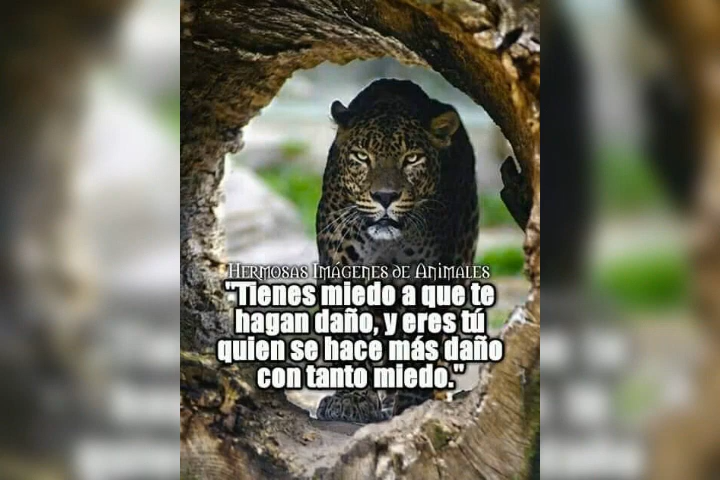 Hermosas Imágenes de Animales
"Tienes miedo a que te
hagan daño, y eres tú
quien se hace más daño
con tanto miedo."